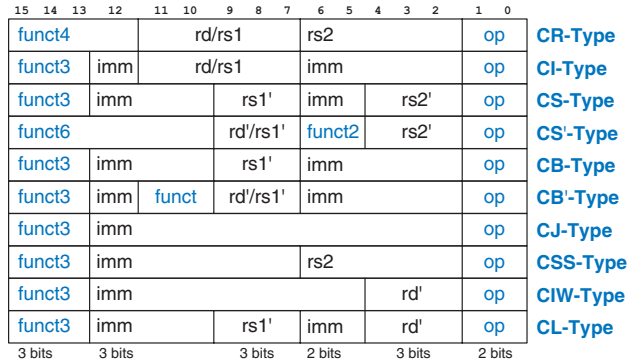 15 14 13 12 11 10 9 8 7 6 5 4 3 2 1 0
funct4 rd/rs1 rs2 op CR-Type
funct3 imm rd/rs1 imm op CI-Type
funct3 imm rs1' imm rs2' op CS-Type
funct6 rd'/rs1' funct2 rs2' op CS'-Type
funct3 imm rs1' imm op CB-Type
funct3 imm funct rd'/rs1' imm op CB'-Type
funct3 imm op CJ-Type
funct3 imm rs2 op CSS-Type
funct3 imm rd' op CIW-Type
funct3 imm rs1' imm rd' op CL-Type
3 bits 3 bits 3 bits 2 bits 3 bits 2 bits